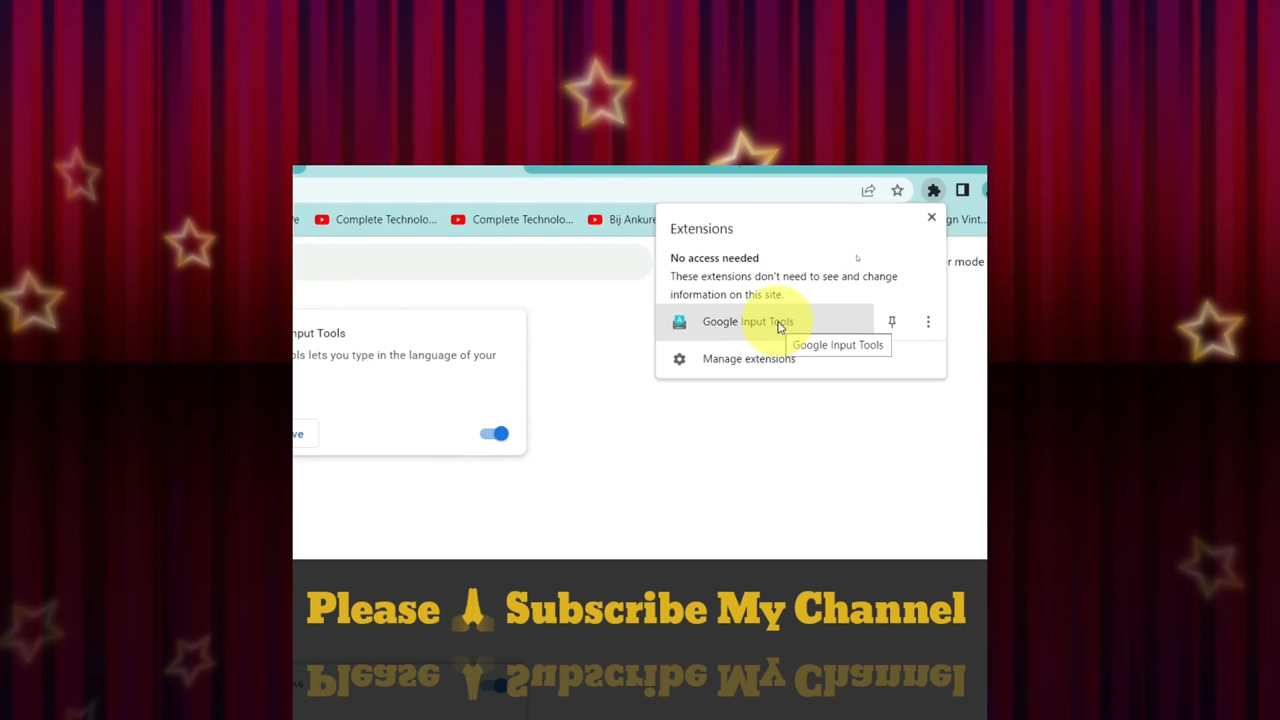 e
Complete Technolo...
Complete Technolo...
Bij Ankure
gn Vint...
Extensions
r mode
No access needed
These extensions don't need to see and change
information on this site.
Google Input Tools
Google Input Tools
Manage extensions
nput Tools
ols lets you type in the language of your
ve
Please 🙏 Subscribe My Channel